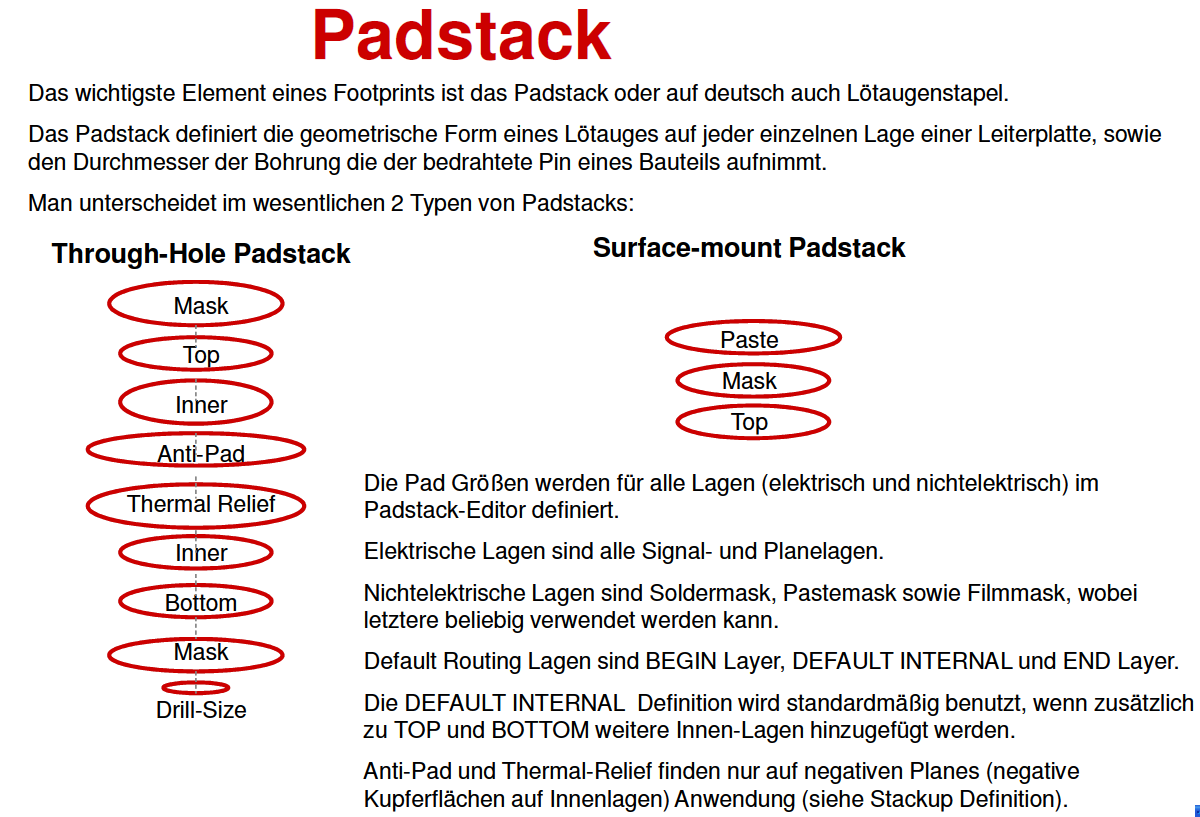 Padstack
Das wichtigste Element eines Footprints ist das Padstack oder auf deutsch auch Lötaugenstapel.
Das Padstack definiert die geometrische Form eines Lötauges auf jeder einzelnen Lage einer Leiterplatte, sowie
den Durchmesser der Bohrung die der bedrahtete Pin eines Bauteils aufnimmt.
Man unterscheidet im wesentlichen 2 Typen von Padstacks:
Through-Hole Padstack
Mask
Top
Inner
Anti-Pad
Thermal Relief
Inner
Bottom
Mask
Drill-Size
Surface-mount Padstack
Paste
Mask
Top
Die Pad Größen werden für alle Lagen (elektrisch und nichtelektrisch) im
Padstack-Editor definiert.
Elektrische Lagen sind alle Signal- und Planelagen.
Nichtelektrische Lagen sind Soldermask, Pastemask sowie Filmmask, wobei
letztere beliebig verwendet werden kann.
Default Routing Lagen sind BEGIN Layer, DEFAULT INTERNAL und END Layer.
Die DEFAULT INTERNAL  Definition wird standardmäßig benutzt, wenn zusätzlich
zu TOP und BOTTOM weitere Innen-Lagen hinzugefügt werden.
Anti-Pad und Thermal-Relief finden nur auf negativen Planes (negative
Kupferflächen auf Innenlagen) Anwendung (siehe Stackup Definition).